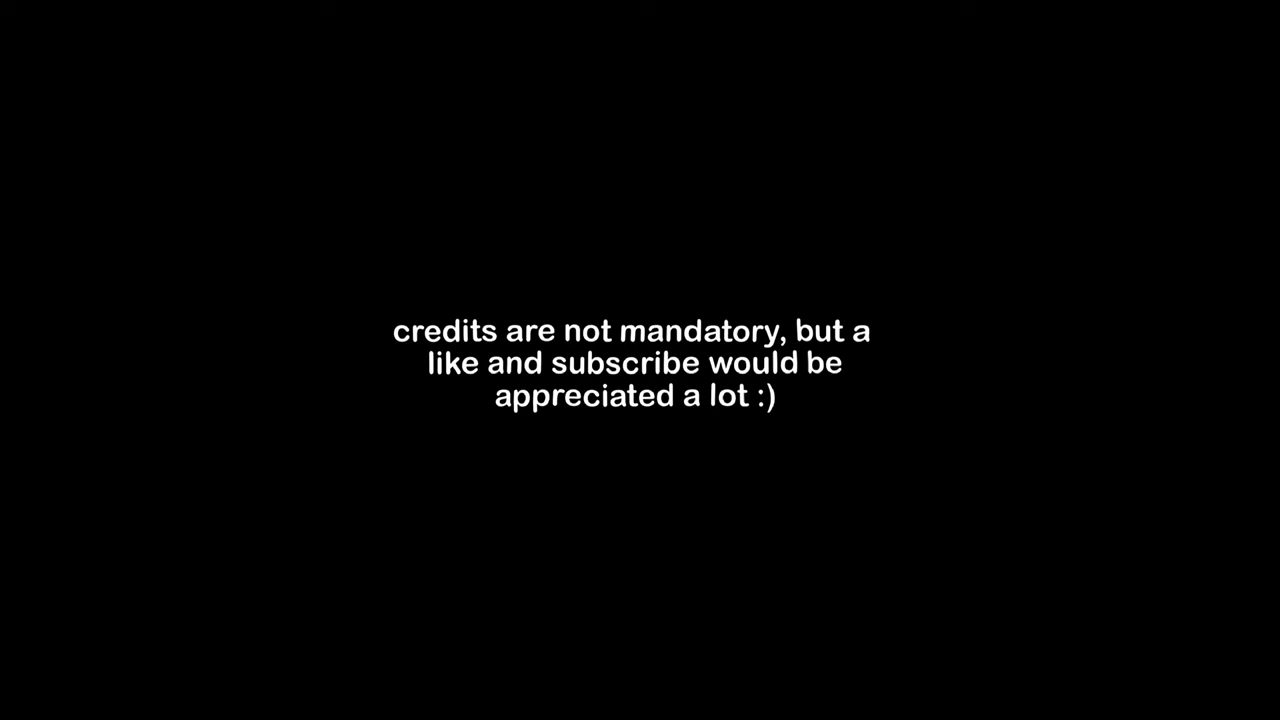 credits are not mandatory, but a
like and subscribe would be
appreciated a lot :)